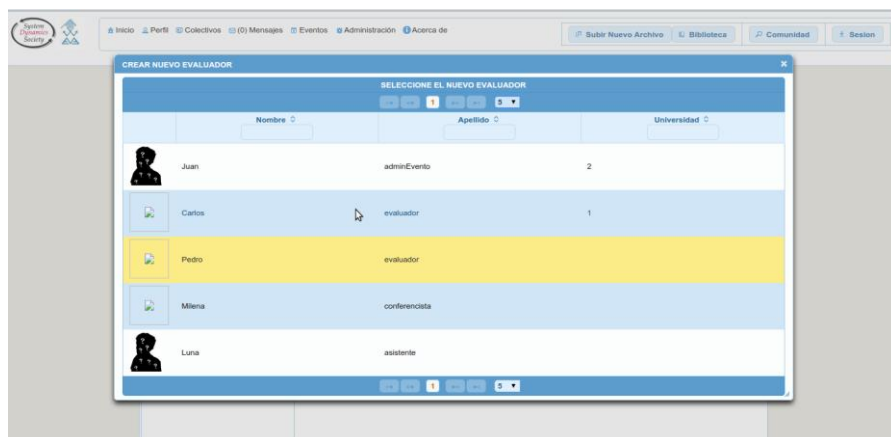 System
Dynamics
Society
Inicio Perfil Colectivos (0) Mensajes Eventos Administración Acerca de
Subir Nuevo Archivo Biblioteca Comunidad Sesion
CREAR NUEVO EVALUADOR
SELECCIONE EL NUEVO EVALUADOR
1 5
Nombre Apellido Universidad
Juan adminEvento 2
Carlos evaluador 1
Pedro evaluador
Milena conferencista
Luna asistente
1 5